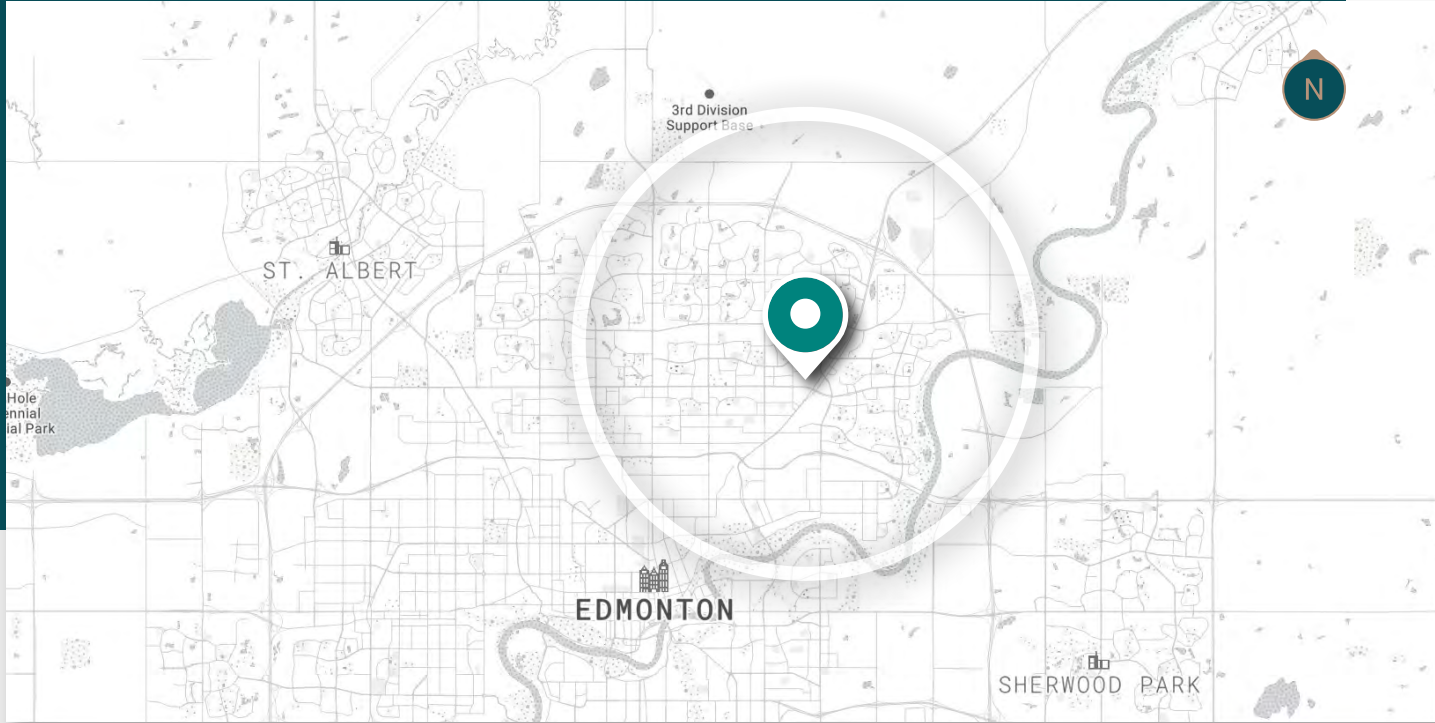 N
3rd Division
Support Base
ST. ALBERT
Hole
ennial
ial Park
EDMONTON
SHERWOOD PARK